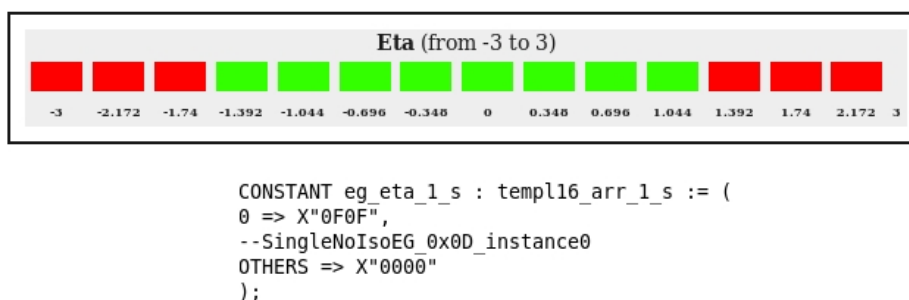 Eta (from -3 to 3)
-3 -2.172 -1.74 -1.392 -1.044 -0.696 -0.348 0 0.348 0.696 1.044 1.392 1.74 2.172 3
CONSTANT eg_eta_1_s : templ16_arr_1_s := (
0 => X"0F0F",
--SingleNoIsoEG_0x0D_instance0
OTHERS => X"0000"
);